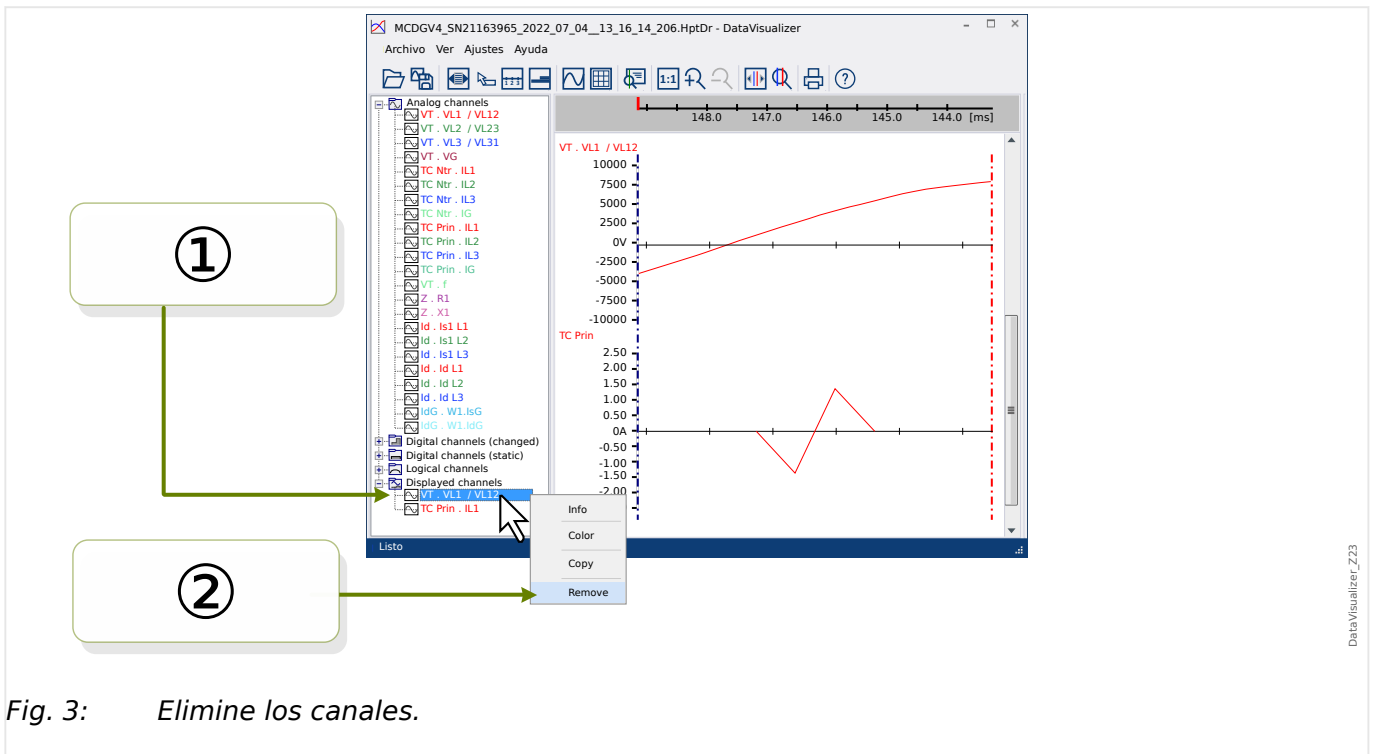 MCDGV4_SN21163965_2022_07_04__13_16_14_206.HptDr - DataVisualizer
Archivo Ver Ajustes Ayuda
1 2 3
1:1
?
Analog channels
VT . VL1 / VL12
VT . VL2 / VL23
VT . VL3 / VL31
VT . VG
TC Ntr . IL1
TC Ntr . IL2
TC Ntr . IL3
TC Ntr . IG
TC Prin . IL1
TC Prin . IL2
TC Prin . IL3
TC Prin . IG
VT . f
Z . R1
Z . X1
Id . Is1 L1
Id . Is1 L2
Id . Is1 L3
Id . Id L1
Id . Id L2
Id . Id L3
IdG . W1.IsG
IdG . W1.IdG
Digital channels (changed)
Digital channels (static)
Logical channels
Displayed channels
VT . VL1 / VL12
TC Prin . IL1
148.0 147.0 146.0 145.0 144.0 [ms]
VT . VL1 / VL12
10000
7500
5000
2500
0V
-2500
-5000
-7500
-10000
TC Prin
2.50
2.00
1.50
1.00
0.50
0A
-0.50
-1.00
-1.50
-2.00
Info
Color
Copy
Remove
Listo
①
②
DataVisualizer_Z23
Fig. 3: Elimine los canales.